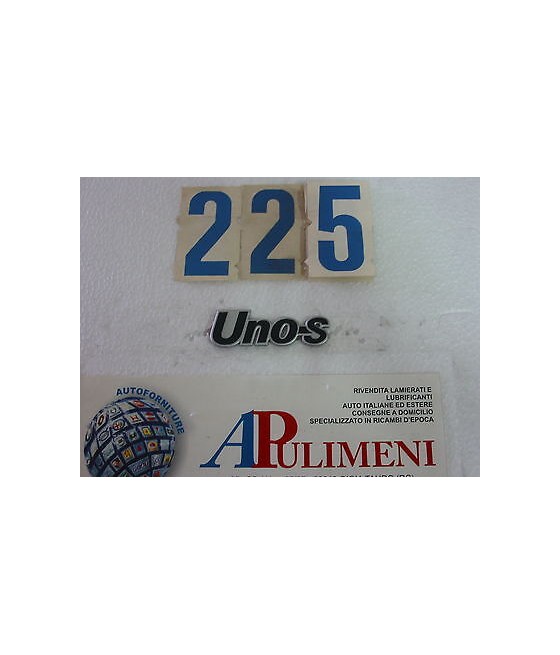 225
Uno-s
AUTOFORNITURE
RIVENDITA LAMIERATI E
LUBRIFICANTI
AUTO ITALIANE ED ESTERE
CONSEGNE A DOMICILIO
SPECIALIZZATO IN RICAMBI D'EPOCA
APULIMENI